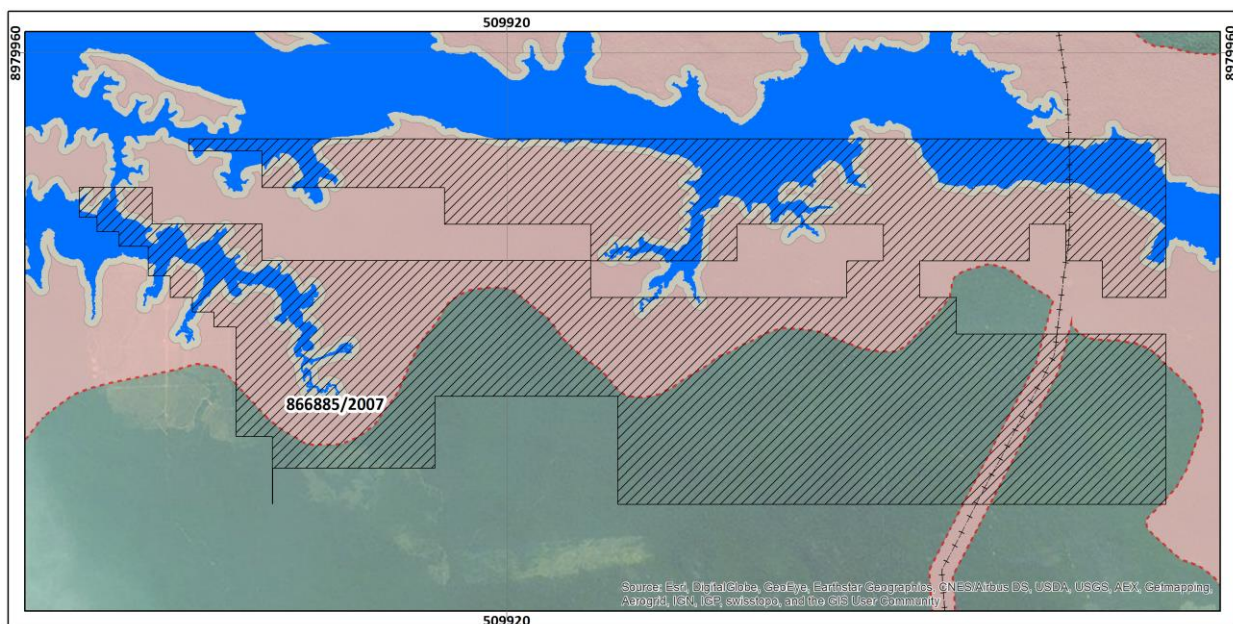 509920
8979960
8979960
866885/2007
Source: Esri, DigitalGlobe, GeoEye, Earthstar Geographics, CNES/Airbus DS, USDA, USGS, AEX, Getmapping,
Aerogrid, IGN, IGP, swisstopo, and the GIS User Community
509920